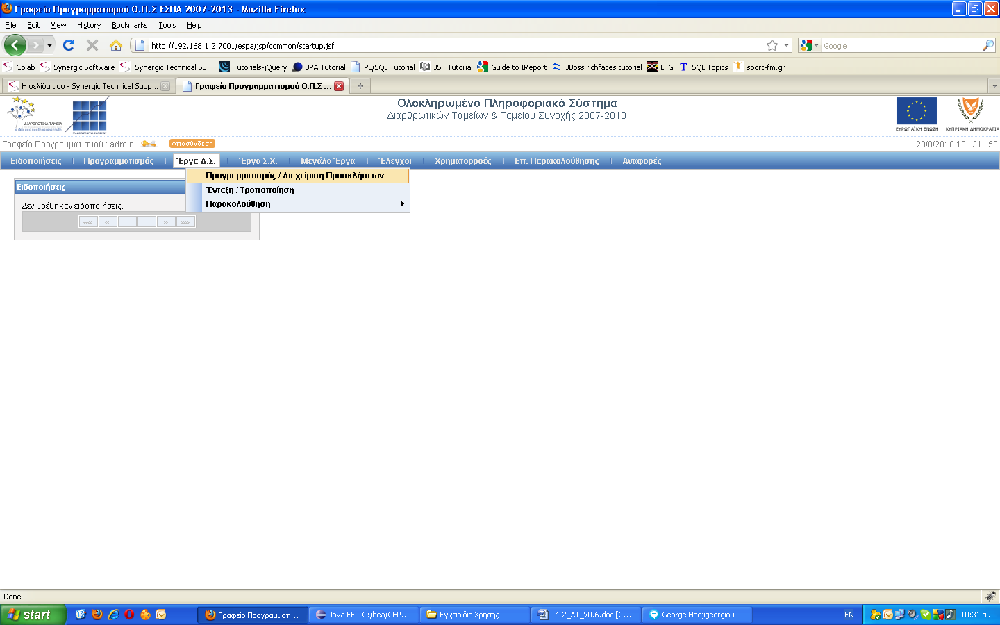 Γραφείο Προγραμματισμού Ο.Π.Σ ΕΣΠΑ 2007-2013 - Mozilla Firefox
File Edit View History Bookmarks Tools Help
http://192.168.1.2:7001/espa/jsp/common/startup.jsf
Google
Colab Synergic Software Synergic Technical Su... Tutorials-jQuery JPA Tutorial PL/SQL Tutorial JSF Tutorial Guide to IReport JBoss richfaces tutorial LFG SQL Topics sport-fm.gr
Η σελίδα μου - Synergic Technical Supp... Γραφείο Προγραμματισμού Ο.Π.Σ ...
Ολοκληρωμένο Πληροφοριακό Σύστημα
Διαρθρωτικών Ταμείων & Ταμείου Συνοχής 2007-2013
ΔΙΑΡΘΡΩΤΙΚΑ ΤΑΜΕΙΑ
ΓΡΑΦΕΙΟ ΠΡΟΓΡΑΜΜΑΤΙΣΜΟΥ
ΕΥΡΩΠΑΪΚΗ ΕΝΩΣΗ ΚΥΠΡΙΑΚΗ ΔΗΜΟΚΡΑΤΙΑ
Γραφείο Προγραμματισμού : admin Αποσύνδεση 23/8/2010 10 : 31 : 53
Ειδοποιήσεις Προγραμματισμός Έργα Δ.Σ. Έργα Σ.Χ. Μεγάλα Έργα Έλεγχοι Χρηματορροές Επ. Παρακολούθησης Αναφορές
Προγραμματισμός / Διαχείριση Προσκλήσεων
Ένταξη / Τροποποίηση
Παρακολούθηση
Ειδοποιήσεις
Δεν βρέθηκαν ειδοποιήσεις.
«« « » »»
Done
start Γραφείο Προγραμματι... Java EE - C:/bea/CFP... Εγχειρίδια Χρήσης T4-2_ΔΤ_V0.6.doc [C... George Hadjigeorgiou EN 10:31 πμ